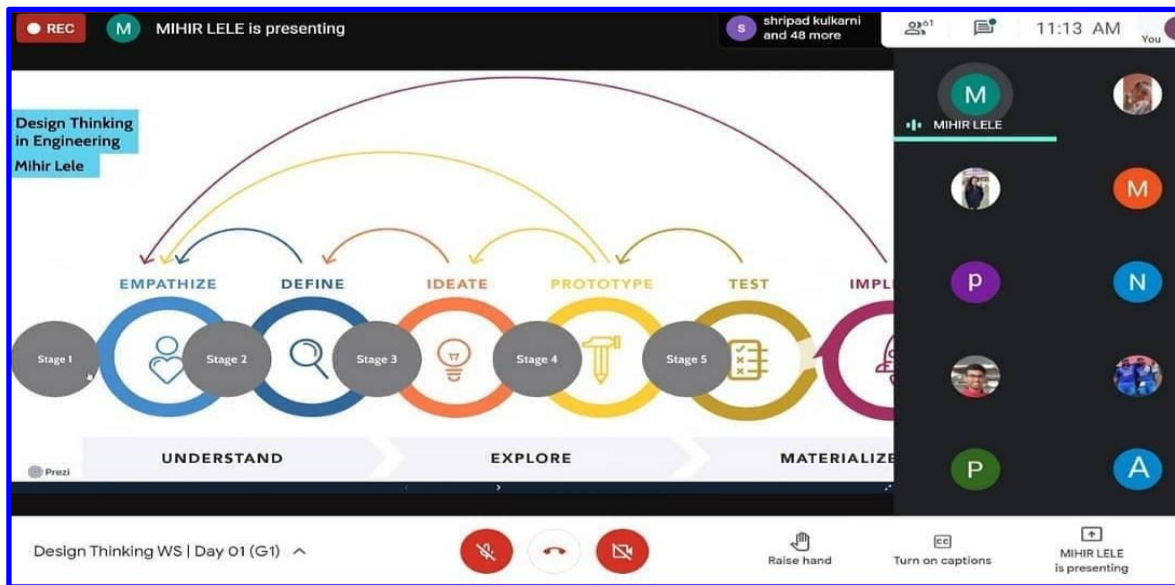 REC
M
MIHIR LELE is presenting
s
shripad kulkarni
and 48 more
61
11:13 AM
You
Design Thinking
in Engineering
Mihir Lele
M
MIHIR LELE
M
EMPATHIZE
DEFINE
IDEATE
PROTOTYPE
TEST
IMPL
p
N
Stage 1
Stage 2
Stage 3
Stage 4
Stage 5
UNDERSTAND
EXPLORE
MATERIALIZE
Prezi
P
A
Design Thinking WS | Day 01 (G1)
Raise hand
CC
Turn on captions
MIHIR LELE
is presenting